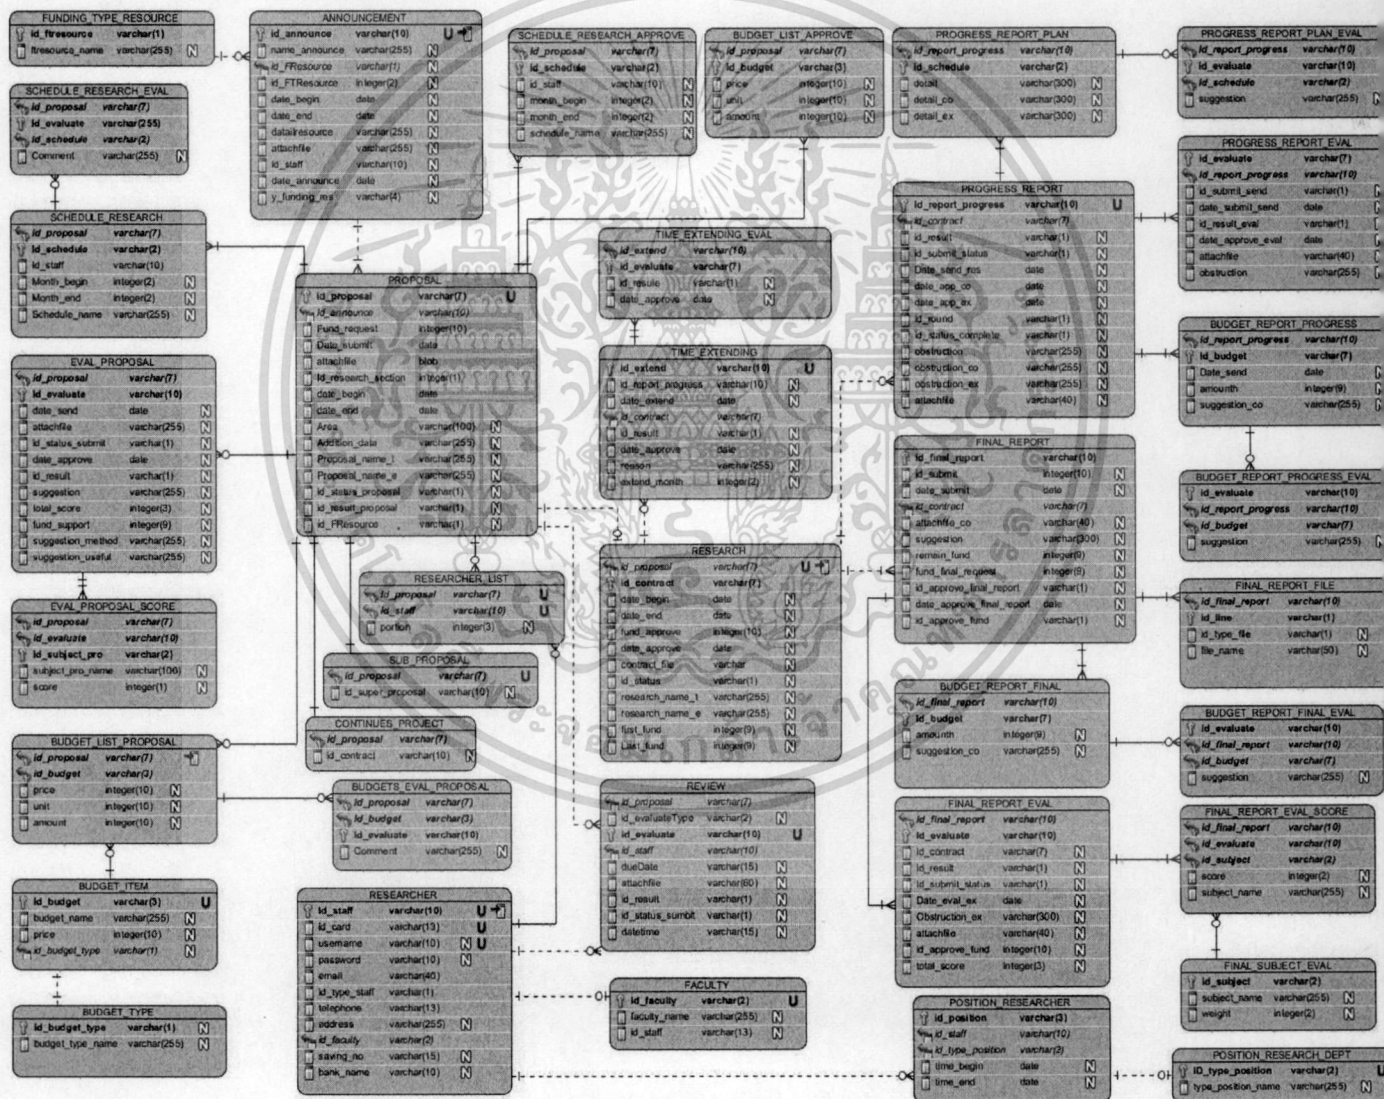 FUNDING_TYPE_RESOURCE
id_ftresource varchar(1)
ftresource_name varchar(255) N
ANNOUNCEMENT
id_announce varchar(10) U
name_announce varchar(255) N
id_FResource varchar(1) N
id_FTResource integer(2) N
date_begin date N
date_end date N
datailresource varchar(255) N
attachfile varchar(255) N
id_staff varchar(10) N
date_announce date N
y_funding_res varchar(4) N
SCHEDULE_RESEARCH_APPROVE
id_proposal varchar(7)
id_schedule varchar(2)
id_staff varchar(10) N
month_begin integer(2) N
month_end integer(2) N
schedule_name varchar(255) N
BUDGET_LIST_APPROVE
id_proposal varchar(7)
id_budget varchar(3)
price integer(10) N
unit integer(10) N
amount integer(10) N
PROGRESS_REPORT_PLAN
id_report_progress varchar(10)
id_schedule varchar(2)
detail varchar(300) N
detail_co varchar(300) N
detail_ex varchar(300) N
PROGRESS_REPORT_PLAN_EVAL
id_report_progress varchar(10)
id_evaluate varchar(10)
id_schedule varchar(2)
suggestion varchar(255)
SCHEDULE_RESEARCH_EVAL
id_proposal varchar(7)
id_evaluate varchar(255)
id_schedule varchar(2)
Comment varchar(255) N
PROGRESS_REPORT_EVAL
id_evaluate varchar(7)
id_report_progress varchar(10)
id_submit_send varchar(1)
date_submit_send date
id_result_eval varchar(1)
date_approve_eval date
attachfile varchar(40)
obstruction varchar(255)
SCHEDULE_RESEARCH
id_proposal varchar(7)
id_schedule varchar(2)
id_staff varchar(10)
Month_begin integer(2) N
Month_end integer(2) N
Schedule_name varchar(255) N
PROPOSAL
id_proposal varchar(7) U
id_announce varchar(10)
Fund_request integer(10)
Date_submit date
attachfile blob
id_research_section integer(1)
date_begin date
date_end date
Area varchar(100) N
Addition_data varchar(255) N
Proposal_name_t varchar(255) N
Proposal_name_e varchar(255) N
id_status_proposal varchar(1) N
id_result_proposal varchar(1) N
id_FResource varchar(1) N
TIME_EXTENDING_EVAL
id_extend varchar(10)
id_evaluate varchar(7)
id_resule varchar(1) N
date_approve date N
PROGRESS_REPORT
id_report_progress varchar(10) U
id_contract varchar(7)
id_result varchar(1) N
id_submit_status varchar(1) N
Date_send_res date N
date_app_co date N
date_app_ex date N
id_round varchar(1) N
id_status_complete varchar(1) N
obstruction varchar(255) N
obstruction_co varchar(255) N
obstruction_ex varchar(255) N
attachfile varchar(40) N
BUDGET_REPORT_PROGRESS
id_report_progress varchar(10)
id_budget varchar(7)
Date_send date
amounth integer(9)
suggestion_co varchar(255)
EVAL_PROPOSAL
id_proposal varchar(7)
id_evaluate varchar(10)
date_send date N
attachfile varchar(255) N
id_status_submit varchar(1) N
date_approve date N
id_result varchar(1) N
suggestion varchar(255) N
total_score integer(3) N
fund_support integer(9) N
suggestion_method varchar(255) N
suggestion_useful varchar(255) N
TIME_EXTENDING
id_extend varchar(10) U
id_report_progress varchar(10) N
date_extend date N
id_contract varchar(7)
id_result varchar(1) N
date_approve date N
reason varchar(255) N
extend_month integer(2) N
FINAL_REPORT
id_final_report varchar(10)
id_submit integer(10) N
date_submit date N
id_contract varchar(7)
attachfile_co varchar(40) N
suggestion varchar(300) N
remain_fund integer(9) N
fund_final_request integer(9) N
id_approve_final_report varchar(1) N
date_approve_final_report date N
id_approve_fund varchar(1) N
BUDGET_REPORT_PROGRESS_EVAL
id_evaluate varchar(10)
id_report_progress varchar(10)
id_budget varchar(7)
suggestion varchar(255)
RESEARCHER_LIST
id_proposal varchar(7) U
id_staff varchar(10) U
portion integer(3) N
RESEARCH
id_proposal varchar(7) U
id_contract varchar(7)
date_begin date N
date_end date N
fund_approve integer(10) N
date_approve date N
contract_file varchar N
id_status varchar(1) N
research_name_t varchar(255) N
research_name_e varchar(255) N
first_fund integer(9) N
Last_fund integer(9) N
FINAL_REPORT_FILE
id_final_report varchar(10)
id_line varchar(1)
id_type_file varchar(1) N
file_name varchar(50) N
EVAL_PROPOSAL_SCORE
id_proposal varchar(7)
id_evaluate varchar(10)
id_subject_pro varchar(2)
subject_pro_name varchar(100) N
score integer(1) N
SUB_PROPOSAL
id_proposal varchar(7) U
id_super_proposal varchar(10) N
CONTINUES_PROJECT
id_proposal varchar(7)
id_contract varchar(10) N
BUDGET_REPORT_FINAL
id_final_report varchar(10)
id_budget varchar(7)
amounth integer(9) N
suggestion_co varchar(255) N
BUDGET_REPORT_FINAL_EVAL
id_evaluate varchar(10)
id_final_report varchar(10)
id_budget varchar(7)
suggestion varchar(255) N
BUDGET_LIST_PROPOSAL
id_proposal varchar(7)
id_budget varchar(3)
price integer(10) N
unit integer(10) N
amount integer(10) N
BUDGETS_EVAL_PROPOSAL
id_proposal varchar(7)
id_budget varchar(3)
id_evaluate varchar(10)
Comment varchar(255) N
REVIEW
id_proposal varchar(7)
id_evaluateType varchar(2) N
id_evaluate varchar(10) U
id_staff varchar(10)
dueDate varchar(15) N
attachfile varchar(60) N
id_result varchar(1) N
id_status_sumbit varchar(1) N
datetime varchar(15) N
FINAL_REPORT_EVAL
id_final_report varchar(10)
id_evaluate varchar(10)
id_contract varchar(7) N
id_result varchar(1) N
id_submit_status varchar(1) N
Date_eval_ex date N
Obstruction_ex varchar(300) N
attachfile varchar(40) N
id_approve_fund integer(10) N
total_score integer(3) N
FINAL_REPORT_EVAL_SCORE
id_final_report varchar(10)
id_evaluate varchar(10)
id_subject varchar(2)
score integer(2) N
subject_name varchar(255) N
BUDGET_ITEM
id_budget varchar(3) U
budget_name varchar(255) N
price integer(10) N
id_budget_type varchar(1) N
RESEARCHER
id_staff varchar(10) U
id_card varchar(13) U
username varchar(10) N U
password varchar(10) N
email varchar(40)
id_type_staff varchar(1)
telephone varchar(13)
address varchar(255) N
id_faculty varchar(2)
saving_no varchar(15) N
bank_name varchar(10) N
FACULTY
id_faculty varchar(2) U
faculty_name varchar(255) N
id_staff varchar(13) N
FINAL_SUBJECT_EVAL
id_subject varchar(2)
subject_name varchar(255) N
weight integer(2) N
BUDGET_TYPE
id_budget_type varchar(1) N
budget_type_name varchar(255) N
POSITION_RESEARCHER
id_position varchar(3)
id_staff varchar(10)
id_type_position varchar(2)
time_begin date N
time_end date N
POSITION_RESEARCH_DEPT
ID_type_position varchar(2) U
type_position_name varchar(255) N